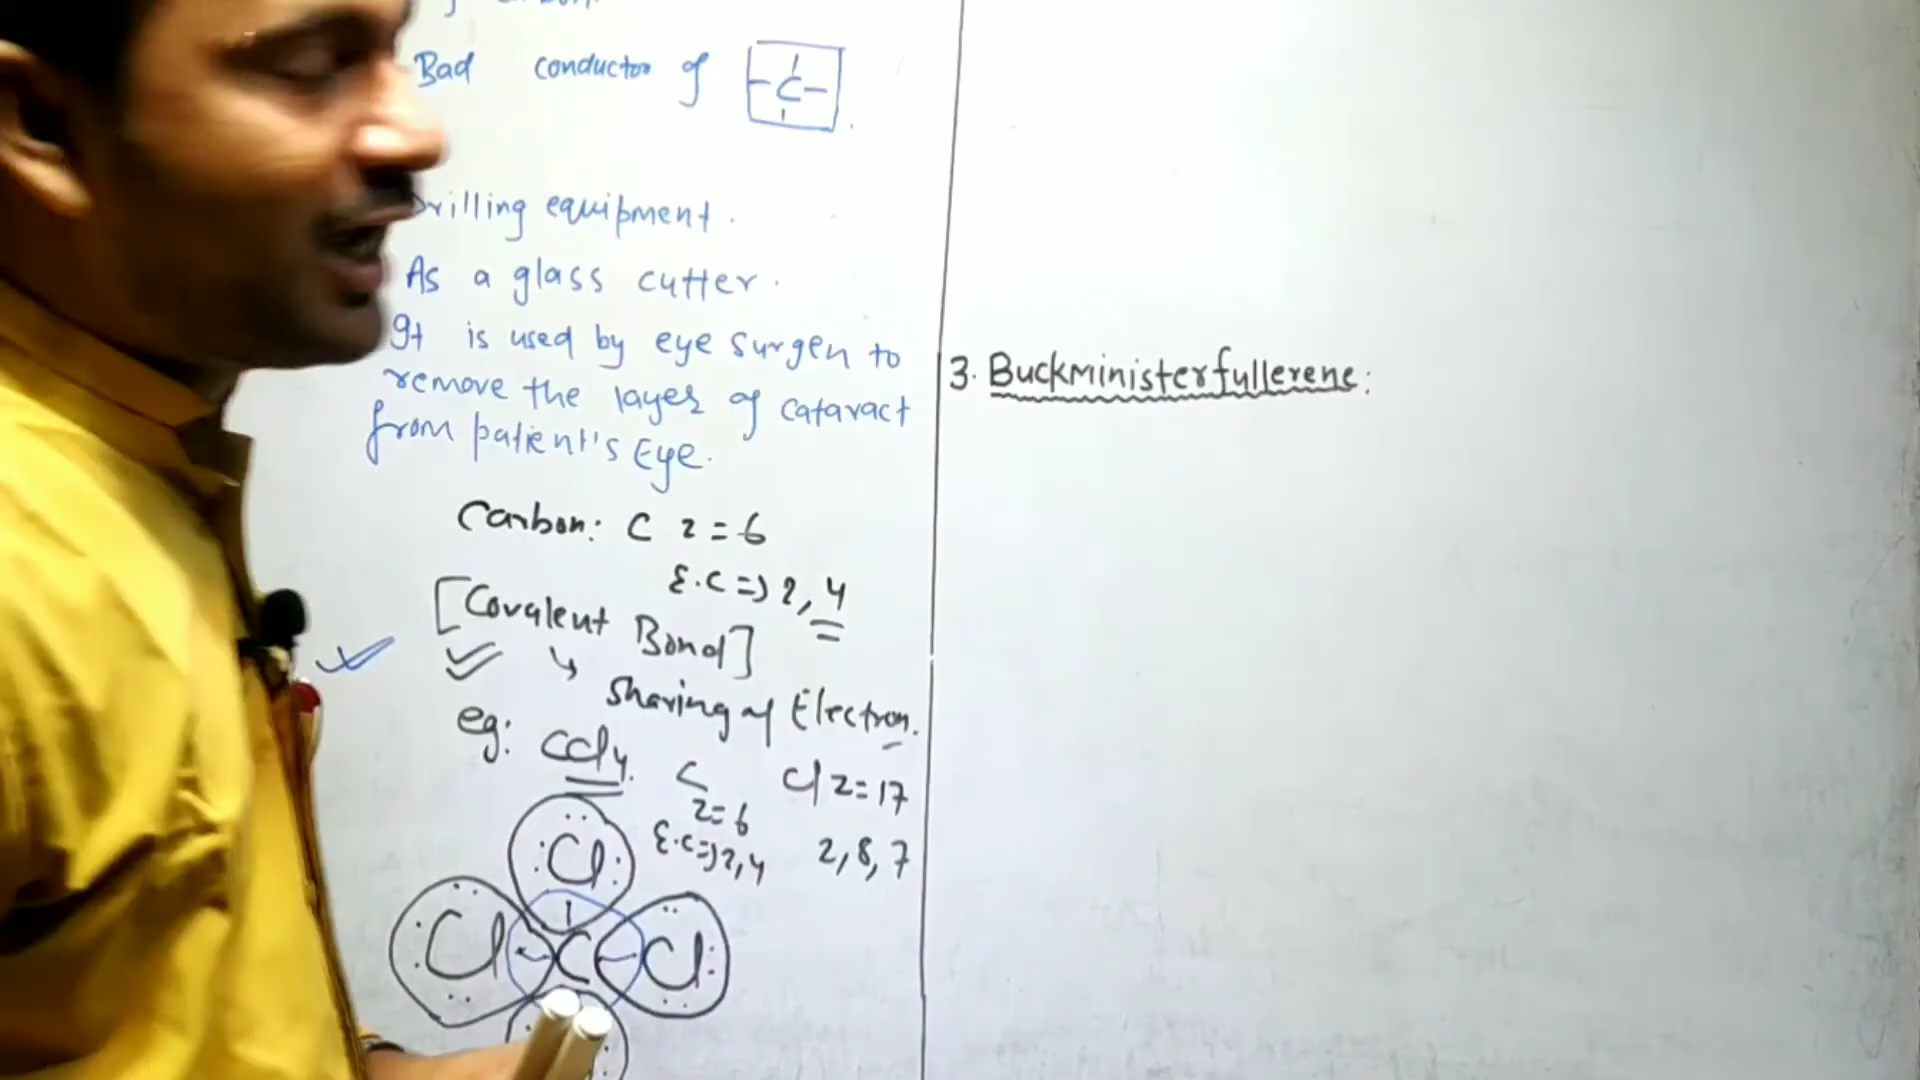 Bad conductor of
-C-
Drilling equipment.
As a glass cutter.
It is used by eye surgen to
remove the layer of cataract
from patient's Eye.
Carbon: C Z=6
E.C => 2, 4
[Covalent Bond]
↳ Sharing of Electron.
eg: CCl4. C Cl Z=17
Z=6
E.C=>2,4 2,8,7
Cl
Cl C Cl
3. Buckministerfullerene: